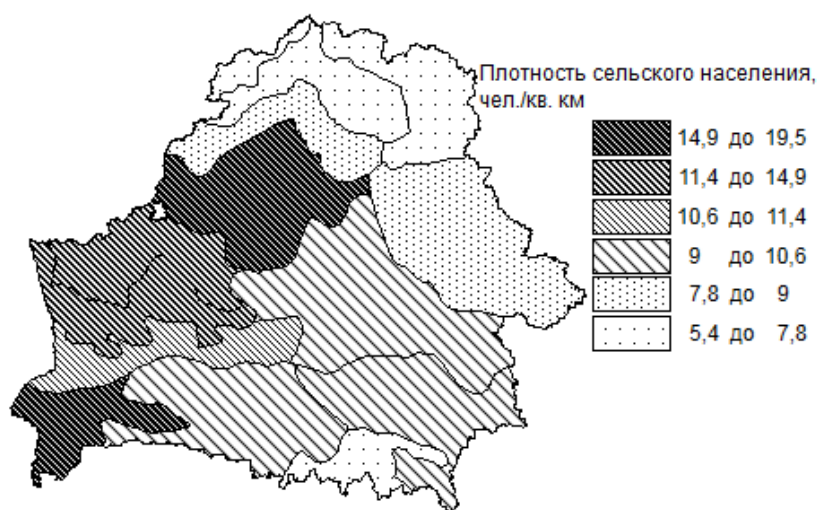 Плотность сельского населения,
чел./кв. км
14,9 до 19,5
11,4 до 14,9
10,6 до 11,4
9 до 10,6
7,8 до 9
5,4 до 7,8